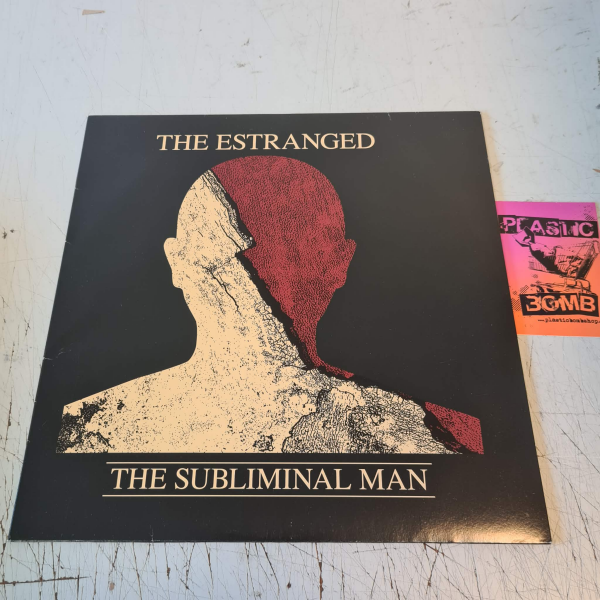 THE ESTRANGED
THE SUBLIMINAL MAN
PLASTIC
BOMB